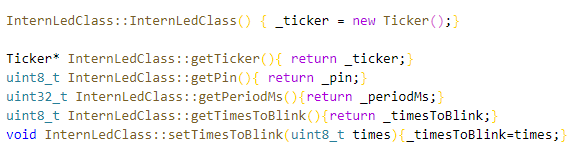 InternLedClass::InternLedClass() { _ticker = new Ticker();}
Ticker* InternLedClass::getTicker(){ return _ticker;}
uint8_t InternLedClass::getPin(){ return _pin;}
uint32_t InternLedClass::getPeriodMs(){return _periodMs;}
uint8_t InternLedClass::getTimesToBlink(){return _timesToBlink;}
void InternLedClass::setTimesToBlink(uint8_t times){_timesToBlink=times;}